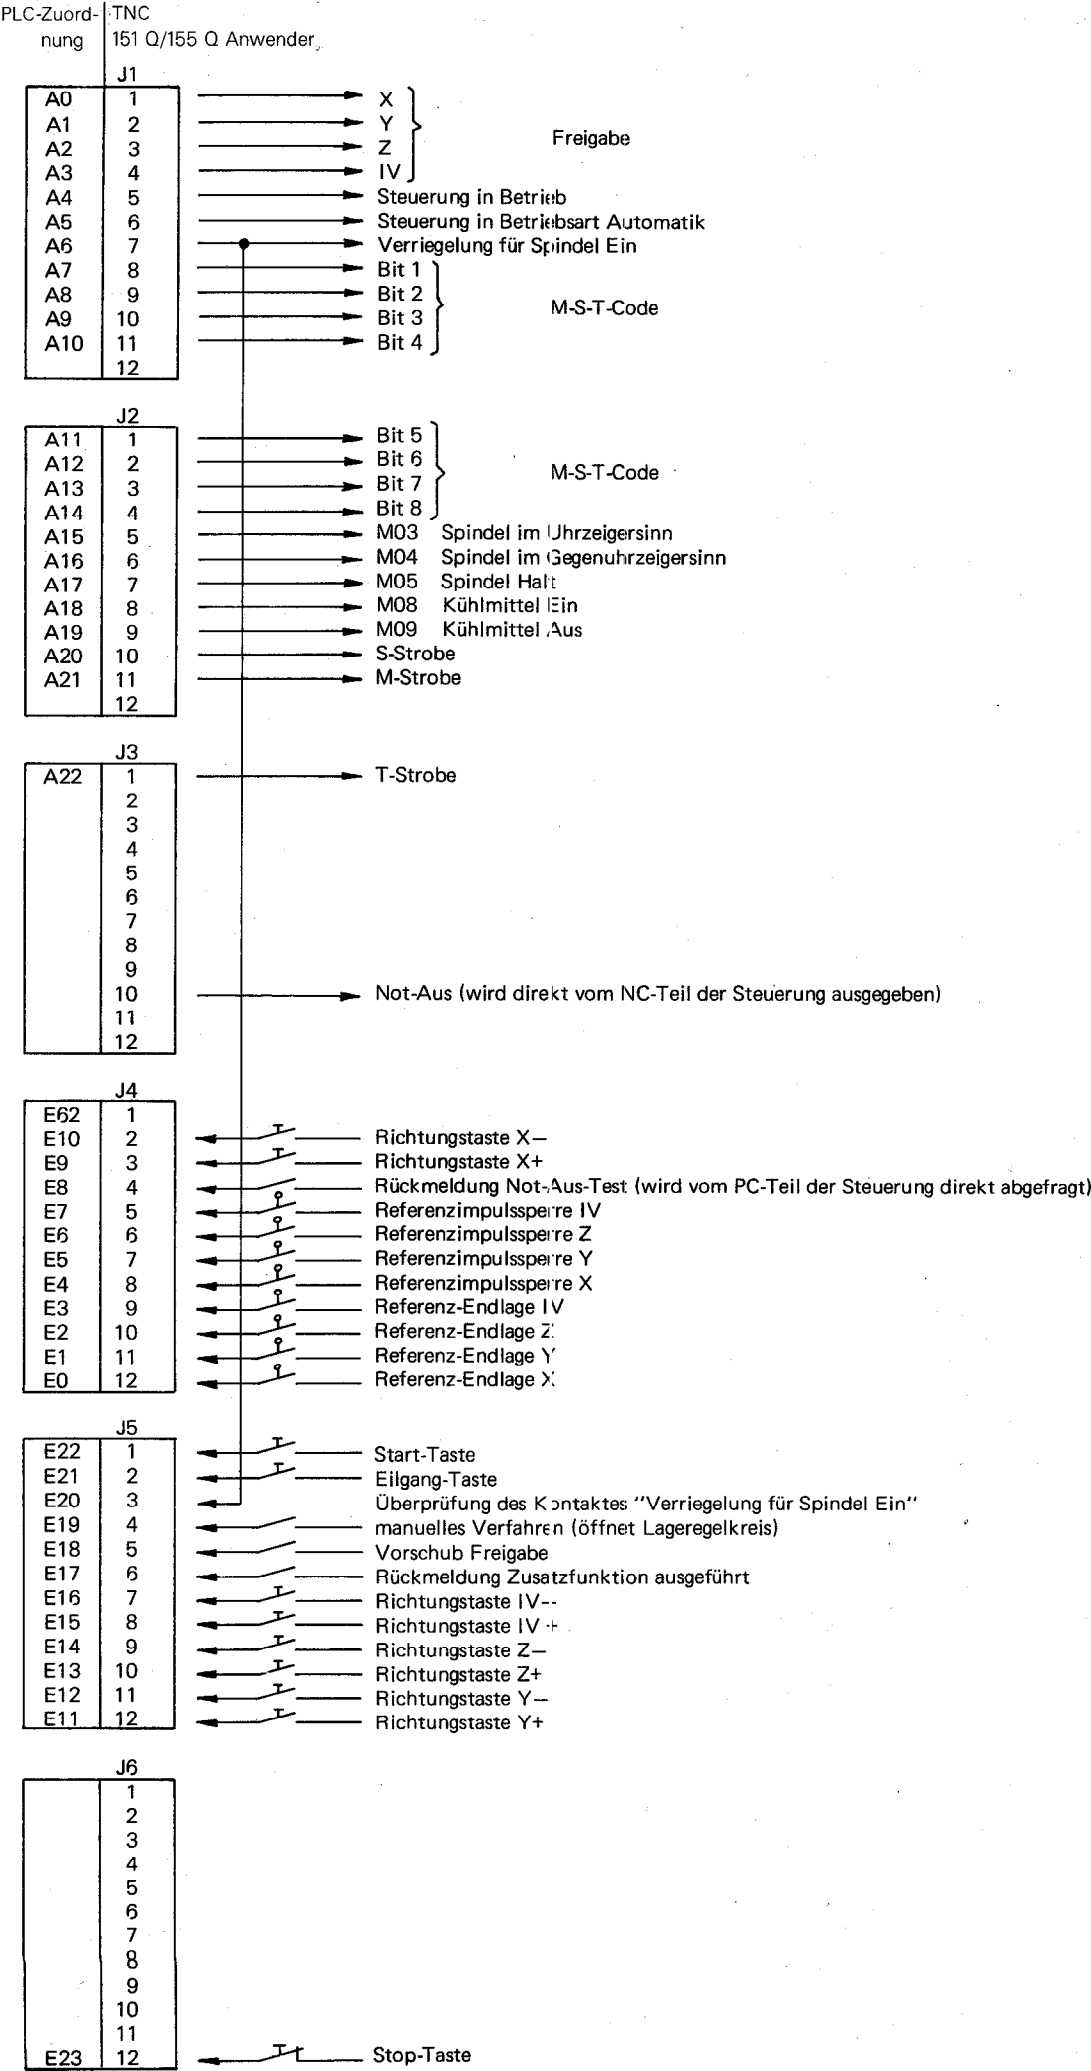 PLC-Zuord- TNC
nung 151 Q/155 Q Anwender
J1
A0 1 X
A1 2 Y
Freigabe
A2 3 Z
A3 4 IV
A4 5 Steuerung in Betrieb
A5 6 Steuerung in Betriebsart Automatik
A6 7 Verriegelung für Spindel Ein
A7 8 Bit 1
A8 9 Bit 2
M-S-T-Code
A9 10 Bit 3
A10 11 Bit 4
12
J2
A11 1 Bit 5
A12 2 Bit 6
M-S-T-Code
A13 3 Bit 7
A14 4 Bit 8
A15 5 M03 Spindel im Uhrzeigersinn
A16 6 M04 Spindel im Gegenuhrzeigersinn
A17 7 M05 Spindel Halt
A18 8 M08 Kühlmittel Ein
A19 9 M09 Kühlmittel Aus
A20 10 S-Strobe
A21 11 M-Strobe
12
J3
A22 1 T-Strobe
2
3
4
5
6
7
8
9
10 Not-Aus (wird direkt vom NC-Teil der Steuerung ausgegeben)
11
12
J4
E62 1
E10 2 Richtungstaste X–
E9 3 Richtungstaste X+
E8 4 Rückmeldung Not-Aus-Test (wird vom PC-Teil der Steuerung direkt abgefragt)
E7 5 Referenzimpulssperre IV
E6 6 Referenzimpulssperre Z
E5 7 Referenzimpulssperre Y
E4 8 Referenzimpulssperre X
E3 9 Referenz-Endlage IV
E2 10 Referenz-Endlage Z
E1 11 Referenz-Endlage Y
E0 12 Referenz-Endlage X
J5
E22 1 Start-Taste
E21 2 Eilgang-Taste
E20 3 Überprüfung des Kontaktes "Verriegelung für Spindel Ein"
E19 4 manuelles Verfahren (öffnet Lageregelkreis)
E18 5 Vorschub Freigabe
E17 6 Rückmeldung Zusatzfunktion ausgeführt
E16 7 Richtungstaste IV–
E15 8 Richtungstaste IV +
E14 9 Richtungstaste Z–
E13 10 Richtungstaste Z+
E12 11 Richtungstaste Y–
E11 12 Richtungstaste Y+
J6
1
2
3
4
5
6
7
8
9
10
11
E23 12 Stop-Taste